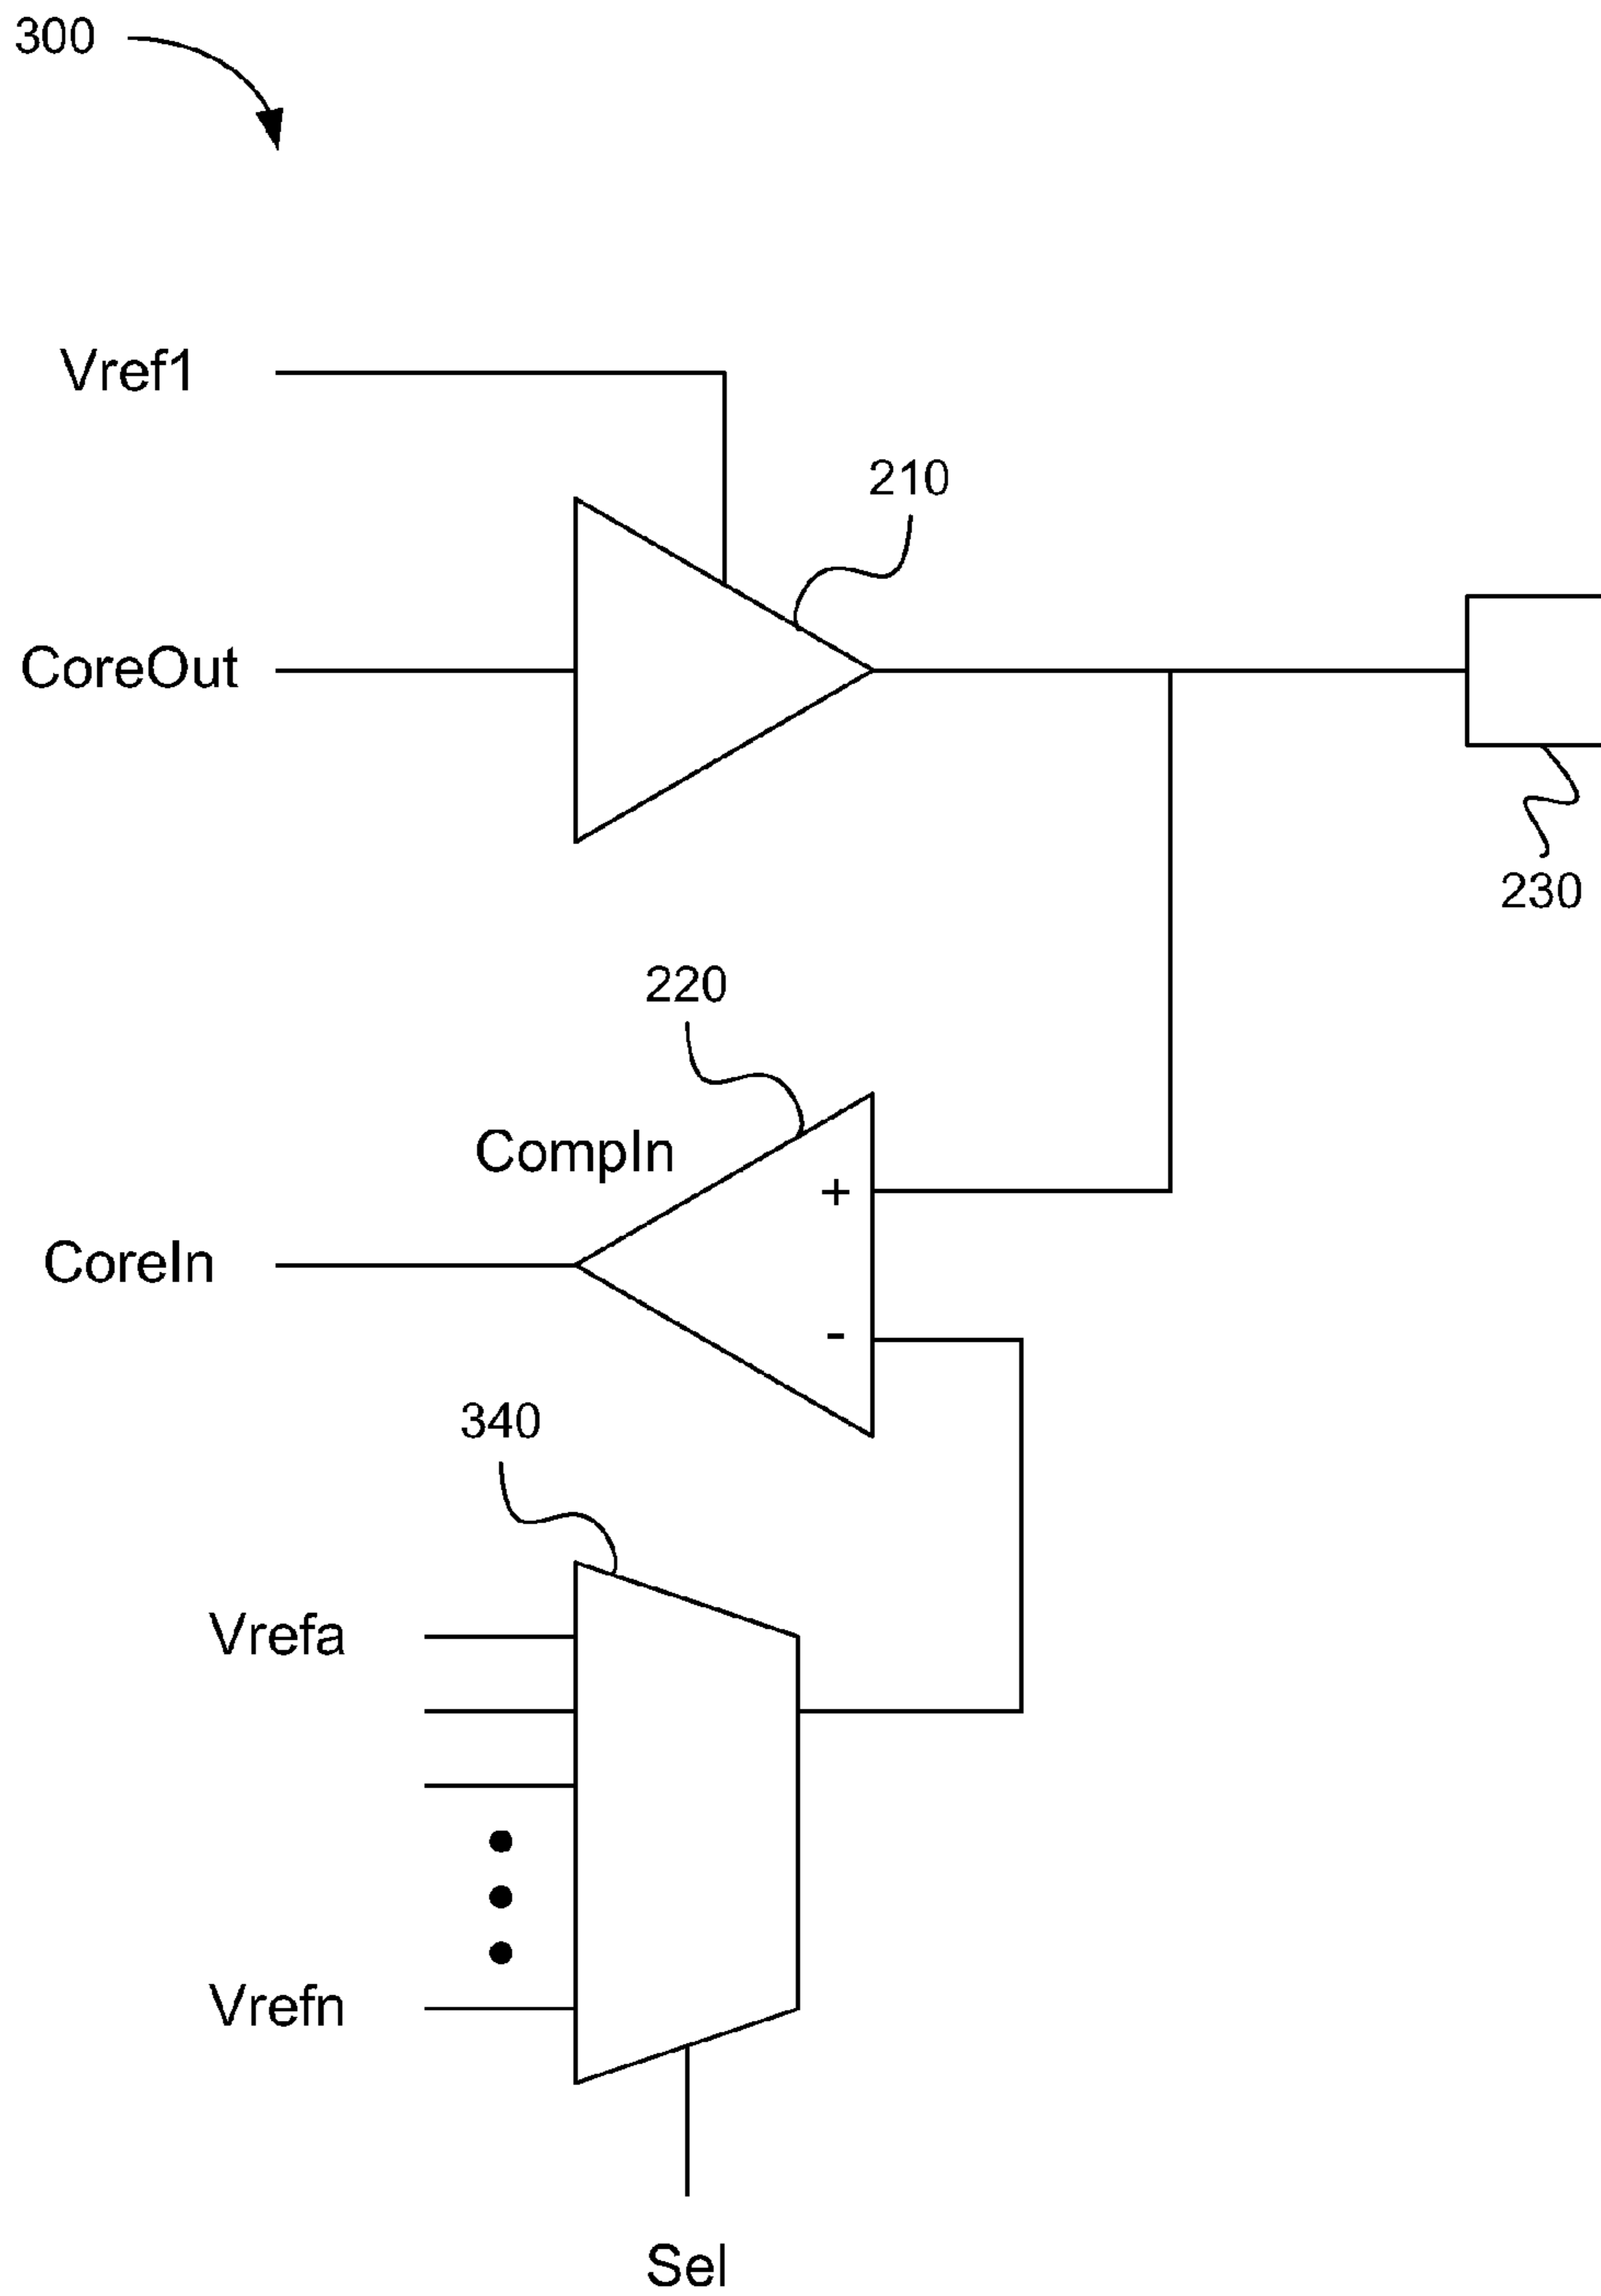 300
Vref1
210
CoreOut
230
220
CompIn
+
CoreIn
-
340
Vrefa
Vrefn
Sel